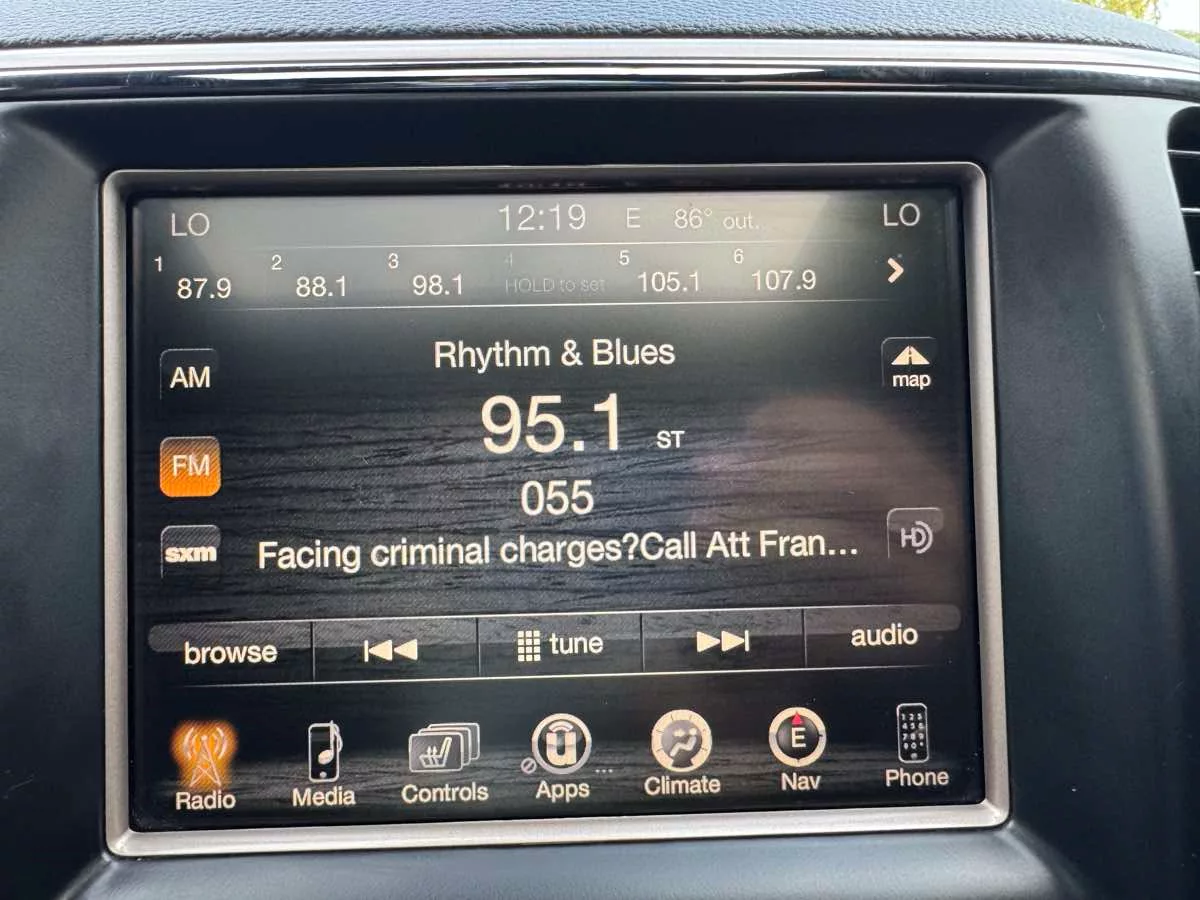 LO 12:19 E 86° out. LO
1 87.9 2 88.1 3 98.1 4 HOLD to set 5 105.1 6 107.9
Rhythm & Blues
AM
map
95.1 ST
FM
055
sxm
Facing criminal charges?Call Att Fran...
HD
browse tune audio
E
Radio Media Controls Apps Climate Nav Phone